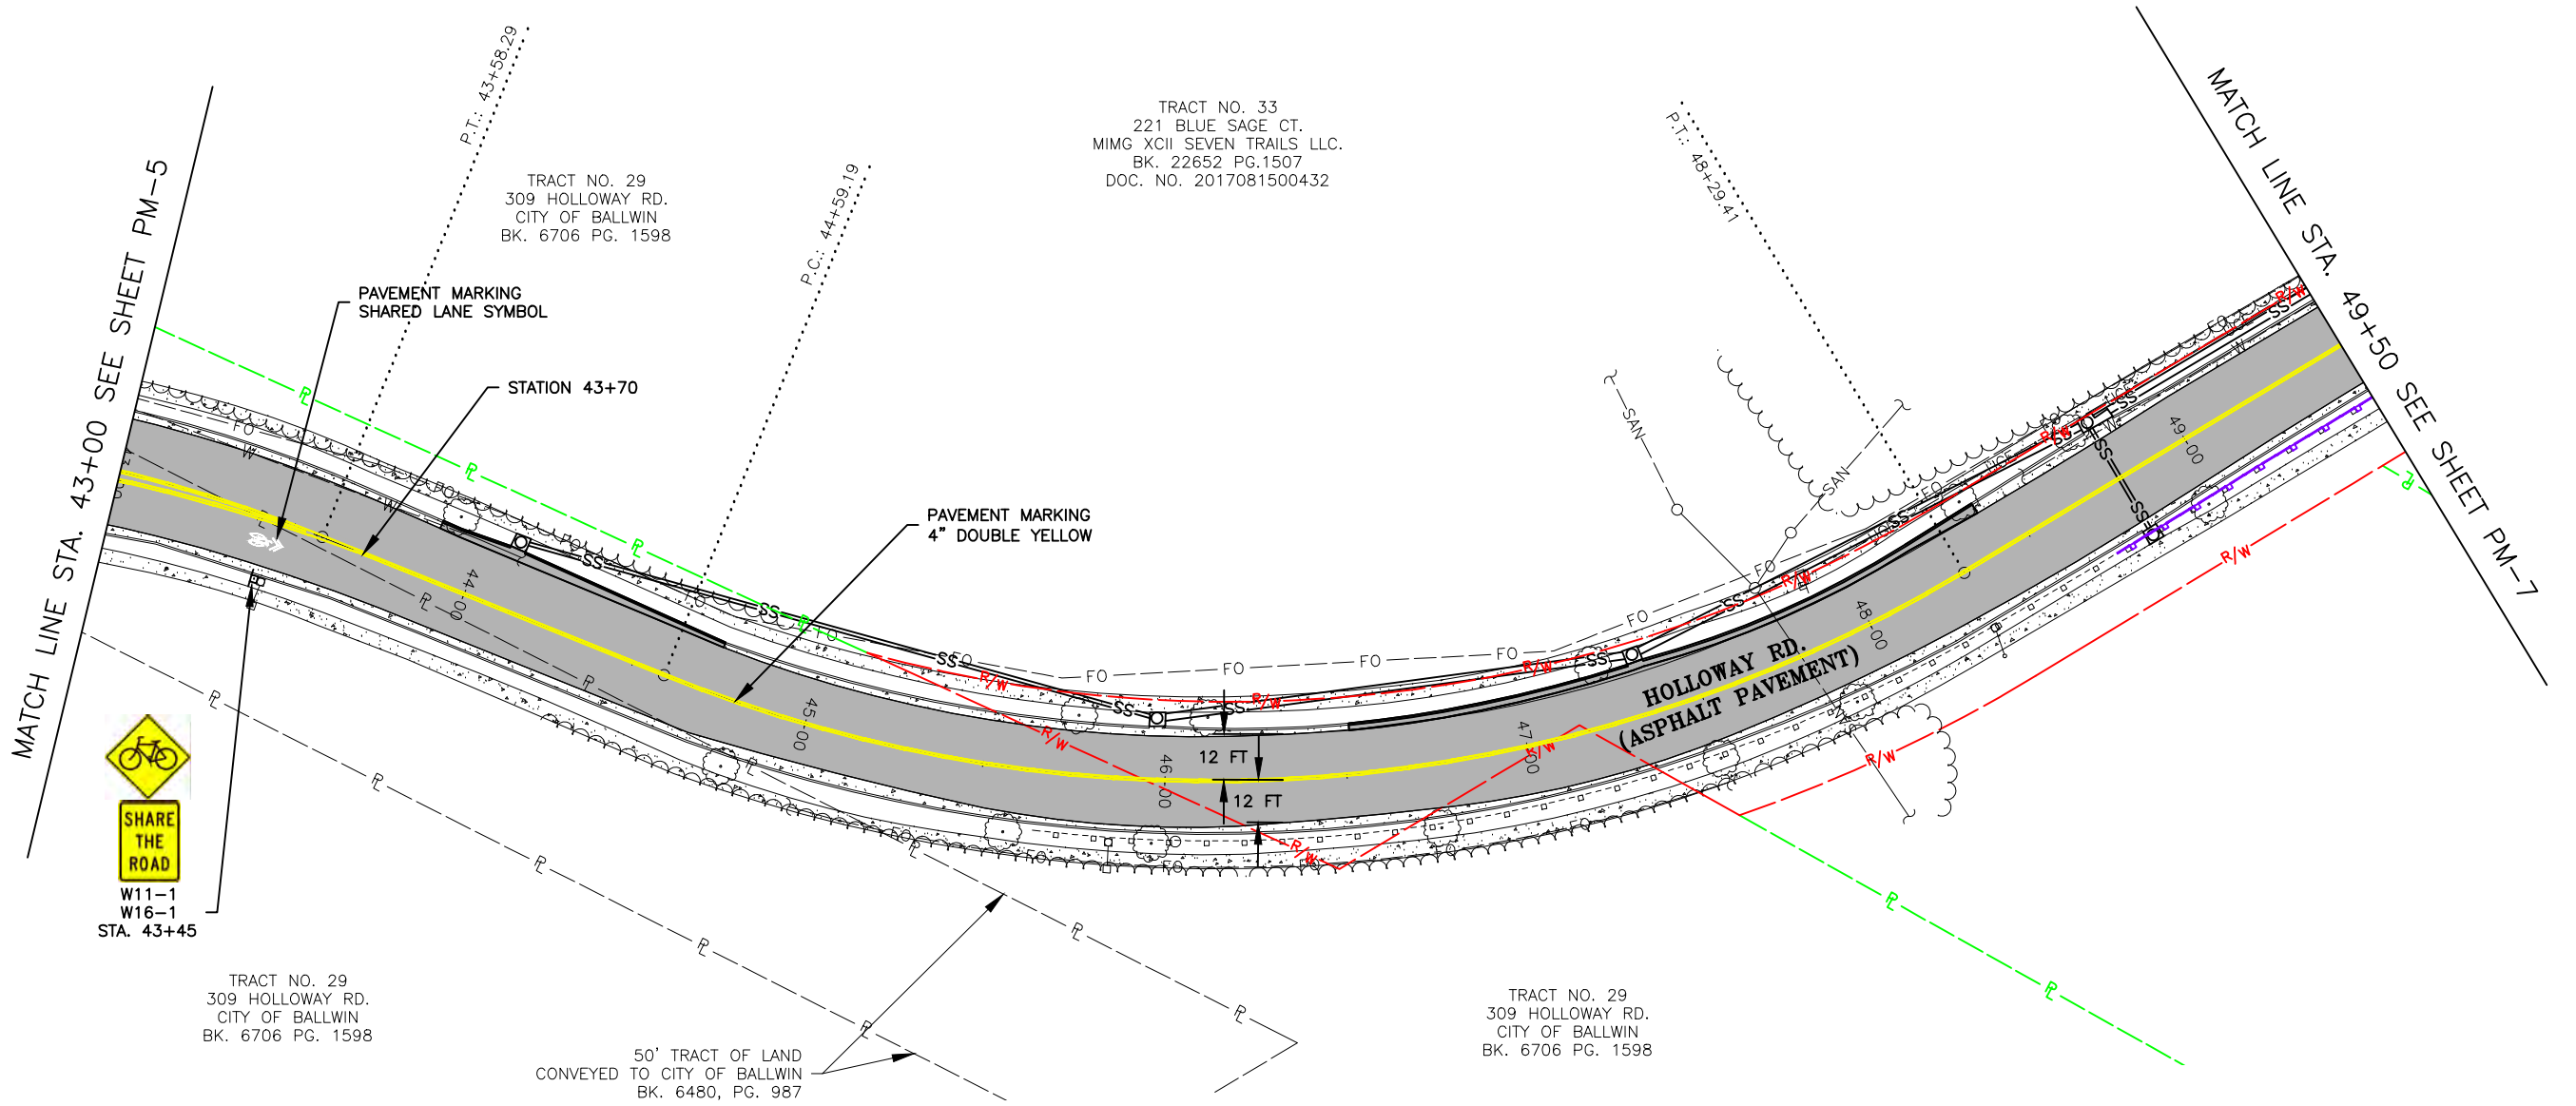 MATCH LINE STA. 43+00 SEE SHEET PM-5
P.T.: 43+58.29
TRACT NO. 29
309 HOLLOWAY RD.
CITY OF BALLWIN
BK. 6706 PG. 1598
P.C.: 44+59.19
TRACT NO. 33
221 BLUE SAGE CT.
MIMG XCII SEVEN TRAILS LLC.
BK. 22652 PG.1507
DOC. NO. 2017081500432
P.T.: 48+29.41
MATCH LINE STA. 49+50 SEE SHEET PM-7
PAVEMENT MARKING
SHARED LANE SYMBOL
STATION 43+70
PAVEMENT MARKING
4" DOUBLE YELLOW
44+00
45+00
46+00
47+00
48+00
49+00
12 FT
12 FT
HOLLOWAY RD.
(ASPHALT PAVEMENT)
SAN
SAN
FO
W
SS
UGE
R/W
PL
SHARE
THE
ROAD
W11-1
W16-1
STA. 43+45
TRACT NO. 29
309 HOLLOWAY RD.
CITY OF BALLWIN
BK. 6706 PG. 1598
50' TRACT OF LAND
CONVEYED TO CITY OF BALLWIN
BK. 6480, PG. 987
TRACT NO. 29
309 HOLLOWAY RD.
CITY OF BALLWIN
BK. 6706 PG. 1598